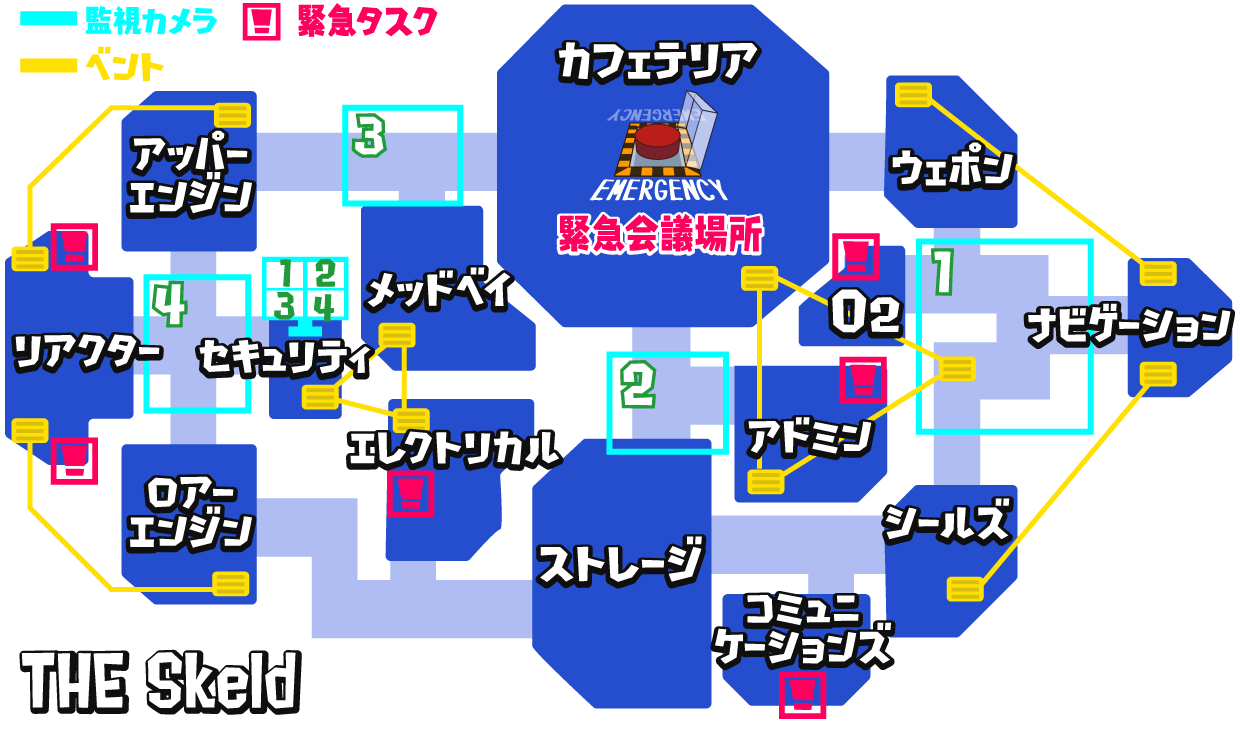 監視カメラ
緊急タスク
ベント
カフェテリア
EMERGENCY
EMERGENCY
緊急会議場所
アッパー
エンジン
3
ウェポン
1 2
3 4
メッドベイ
4
1
O2
リアクター
セキュリティ
ナビゲーション
2
アドミン
エレクトリカル
ロアー
エンジン
ストレージ
シールズ
コミュニ
ケーションズ
THE Skeld